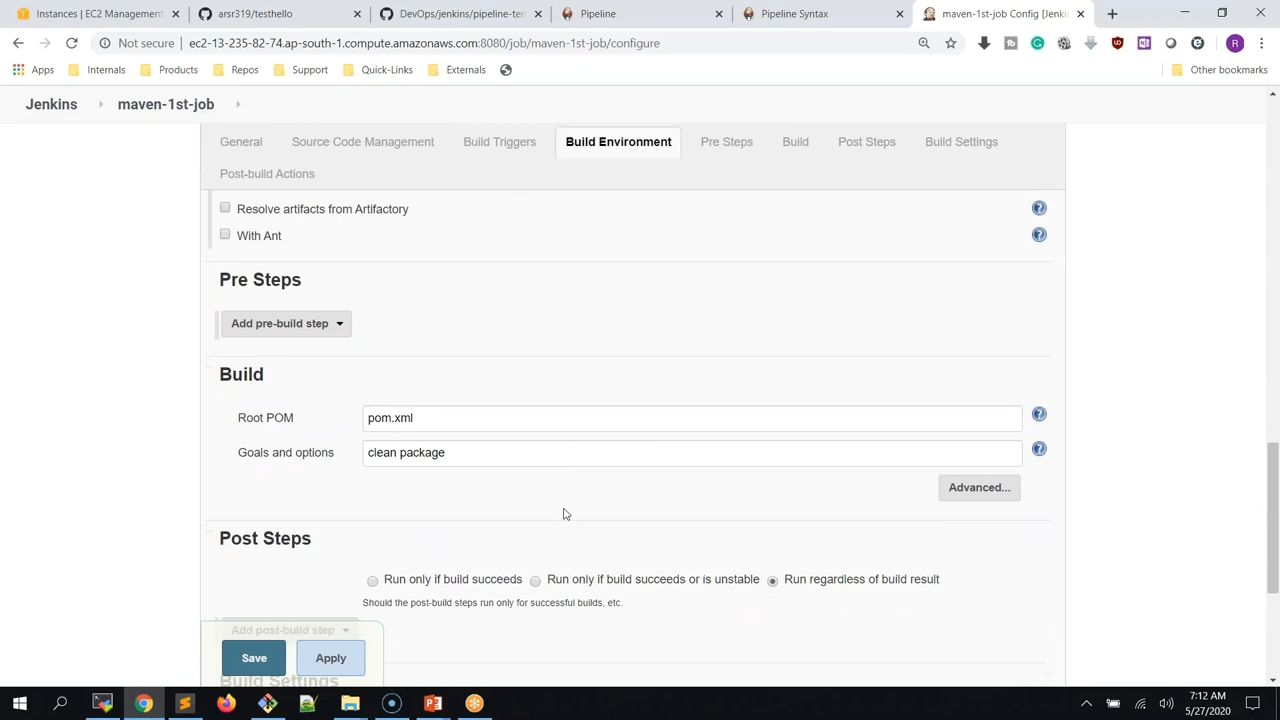 Instances | EC2 Management
arsr319/testhello
DevOps/jenkins/pipeline-ten
Pipeline
Pipeline Syntax
maven-1st-job Config [Jenki
Not secure
ec2-13-235-82-74.ap-south-1.compute.amazonaws.com:8080/job/maven-1st-job/configure
Apps
Internals
Products
Repos
Support
Quick-Links
Externals
Other bookmarks
Jenkins
maven-1st-job
General
Source Code Management
Build Triggers
Build Environment
Pre Steps
Build
Post Steps
Build Settings
Post-build Actions
Resolve artifacts from Artifactory
With Ant
Pre Steps
Add pre-build step
Build
Root POM
pom.xml
Goals and options
clean package
Advanced...
Post Steps
Run only if build succeeds
Run only if build succeeds or is unstable
Run regardless of build result
Should the post-build steps run only for successful builds, etc.
Add post-build step
Save
Apply
Build Settings
7:12 AM
5/27/2020